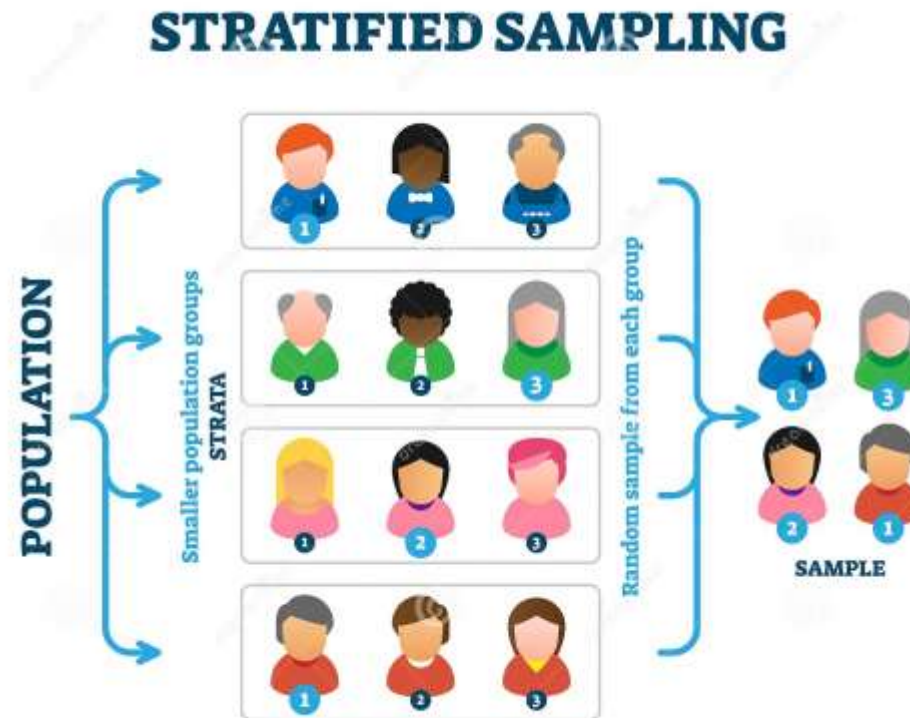 STRATIFIED SAMPLING
POPULATION
Smaller population groups
STRATA
1 2 3
1 2 3
1 2 3
1 2 3
Random sample from each group
1 3
2 1
SAMPLE